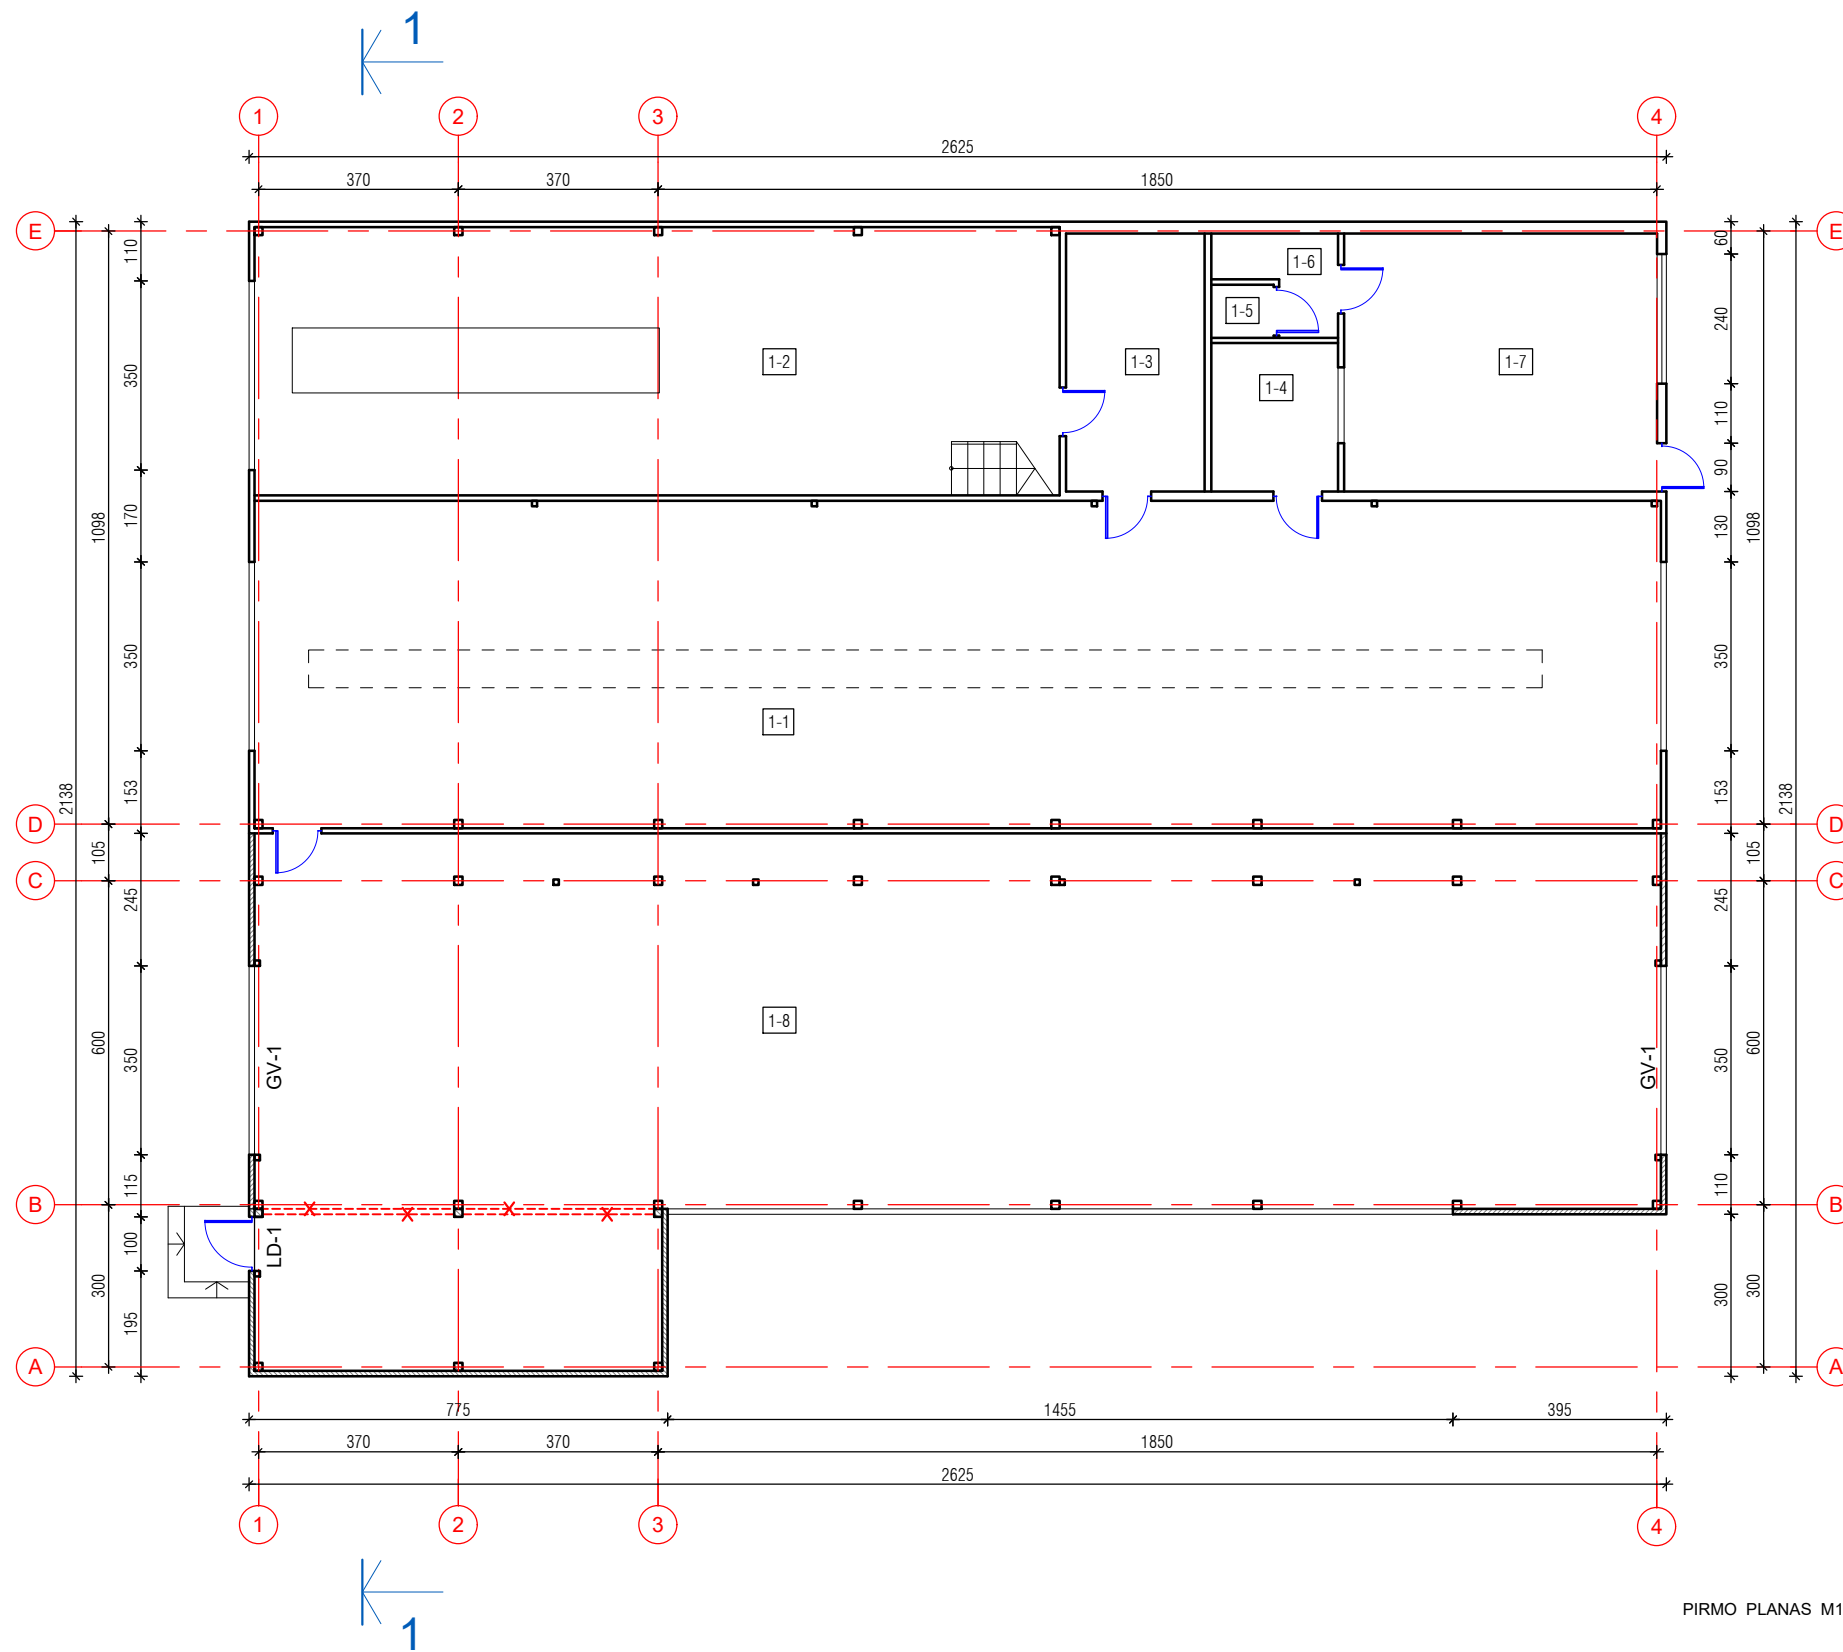 1
1 2 3 4
2625
370 370 1850
E E
110 60
1-6
1-5
240
350 1-2 1-3 1-7
1-4
110
90
170 130
1098 1098
350 350
1-1
153 153
2138 2138
D D
105 105
C C
245 245
1-8
600 600
350 GV-1 GV-1 350
115 110
B B
100 LD-1
300 300 300
195
A A
775 1455 395
370 370 1850
2625
1 2 3 4
1
PIRMO PLANAS M1